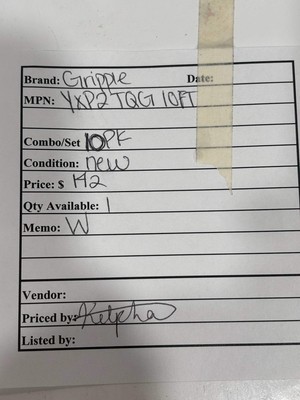 Brand: Gripple Date:
MPN: YXP2 TQG 10FT
Combo/Set 10PK
Condition: new
Price: $ 142
Qty Available: 1
Memo: W
Vendor:
Priced by:
Listed by: